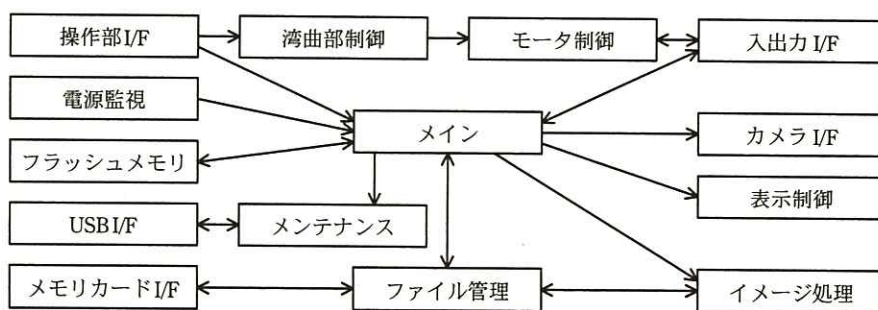 操作部I/F
湾曲部制御
モータ制御
入出力 I/F
電源監視
メイン
カメラ I/F
フラッシュメモリ
表示制御
USB I/F
メンテナンス
メモリカード I/F
ファイル管理
イメージ処理